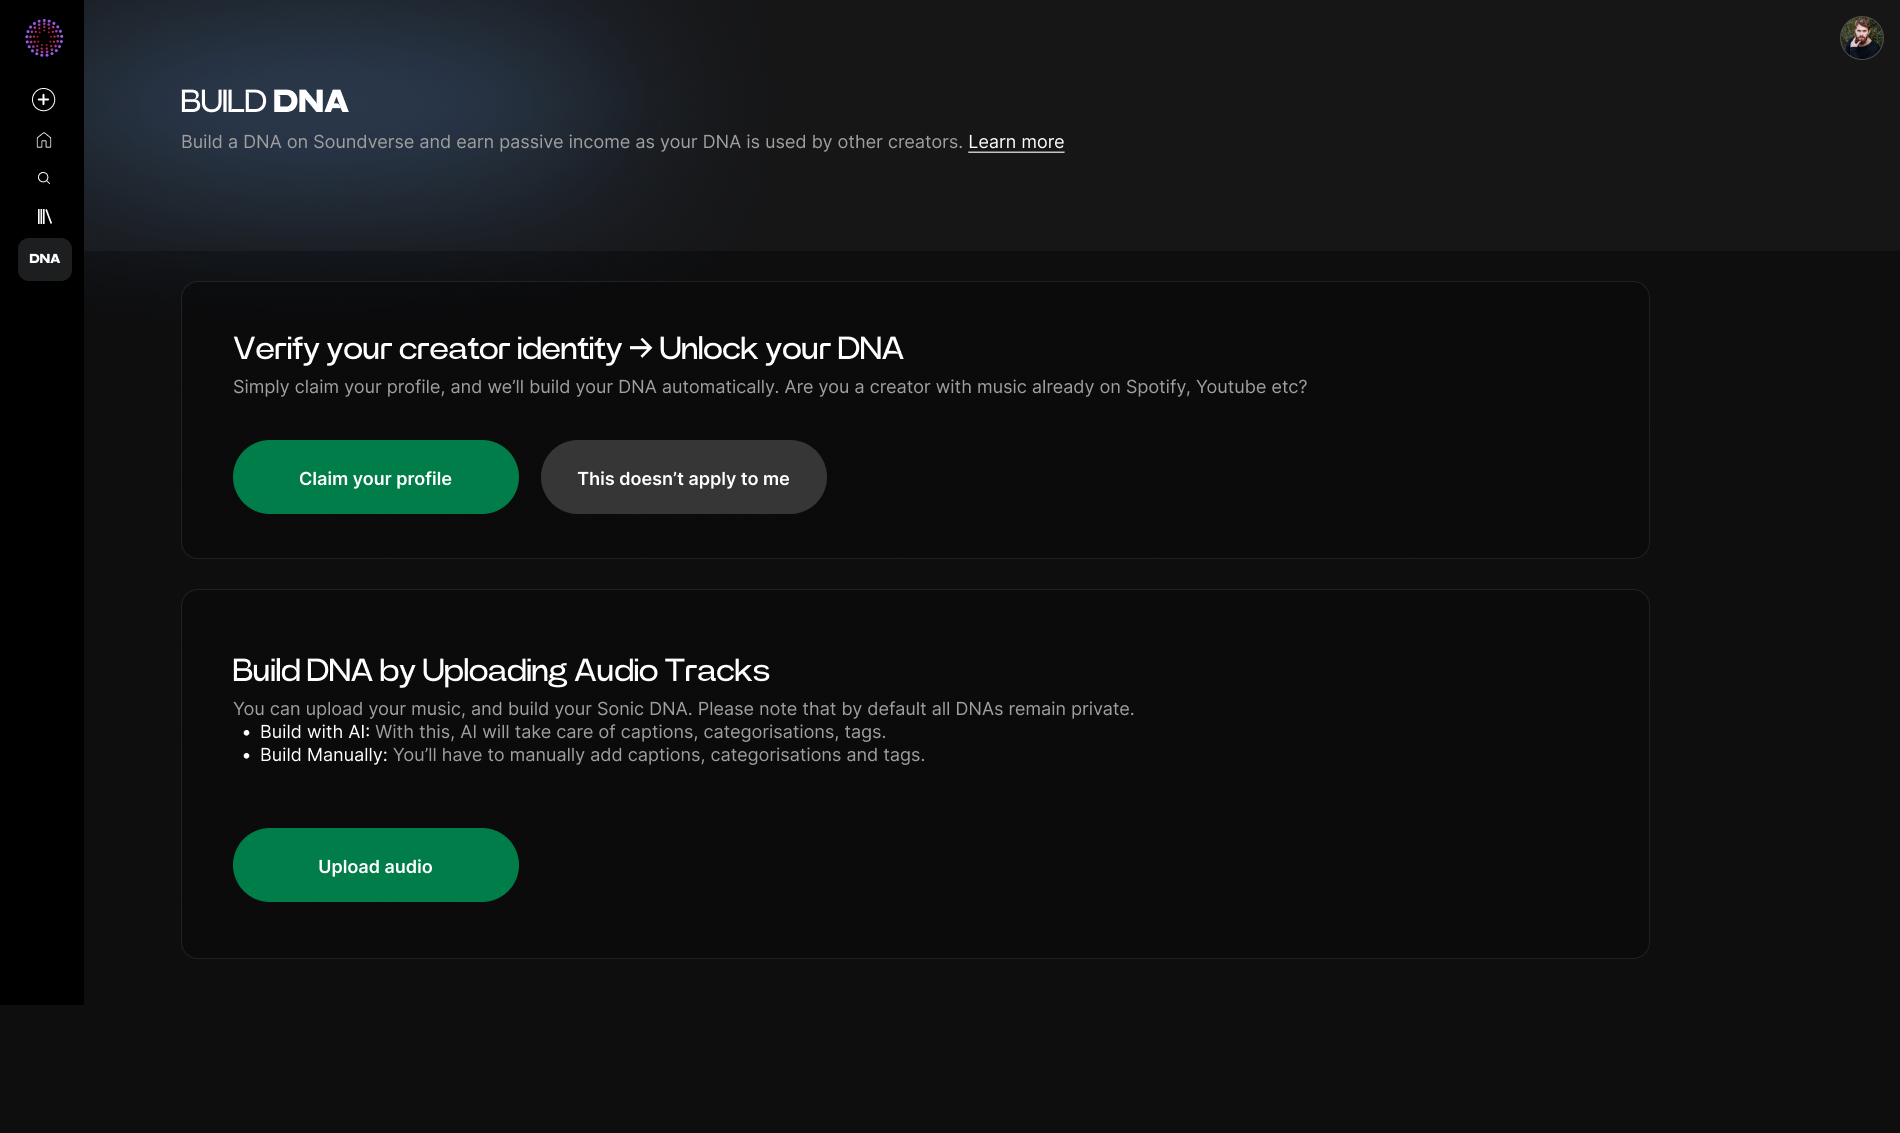 BUILD DNA
Build a DNA on Soundverse and earn passive income as your DNA is used by other creators. Learn more
DNA
Verify your creator identity → Unlock your DNA
Simply claim your profile, and we’ll build your DNA automatically. Are you a creator with music already on Spotify, Youtube etc?
Claim your profile
This doesn’t apply to me
Build DNA by Uploading Audio Tracks
You can upload your music, and build your Sonic DNA. Please note that by default all DNAs remain private.
• Build with AI: With this, AI will take care of captions, categorisations, tags.
• Build Manually: You’ll have to manually add captions, categorisations and tags.
Upload audio